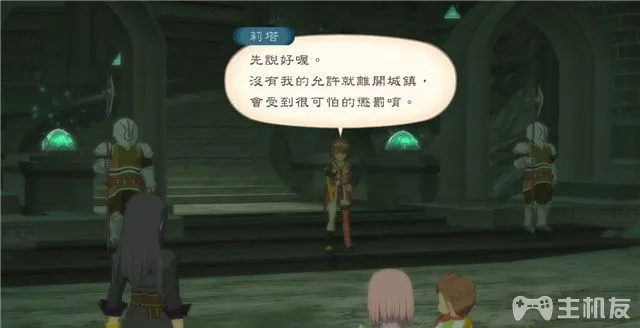 莉塔
先說好喔。
沒有我的允許就離開城鎮，
會受到很可怕的懲罰唷。
主机友